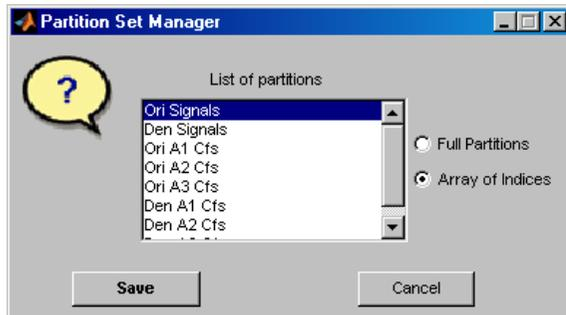 Partition Set Manager
?
List of partitions
Ori Signals
Den Signals
Ori A1 Cfs
Ori A2 Cfs
Ori A3 Cfs
Den A1 Cfs
Den A2 Cfs
Full Partitions
Array of Indices
Save
Cancel